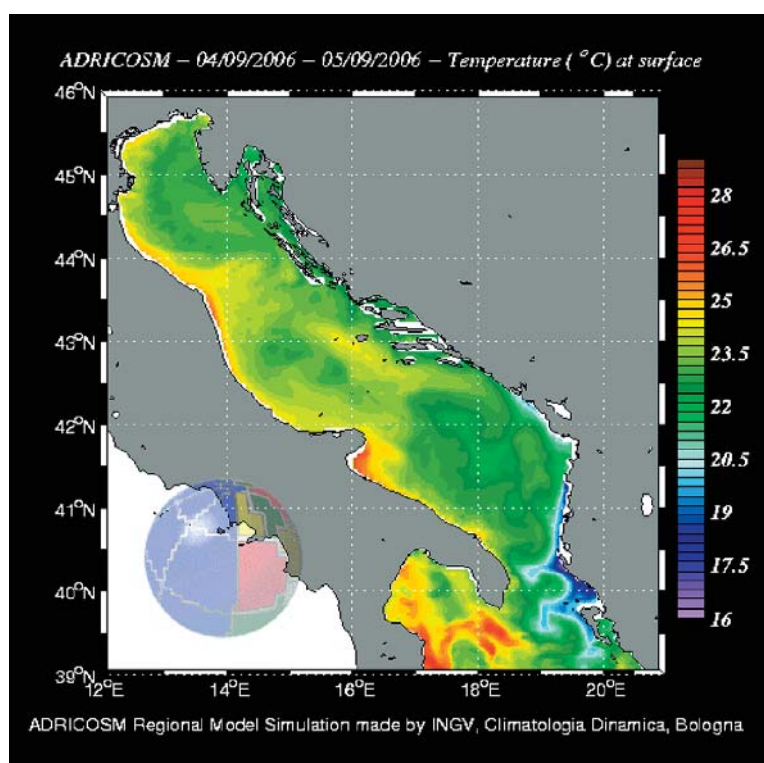 ADRICOSM – 04/09/2006 – 05/09/2006 – Temperature ( °C) at surface
46°N
45°N
44°N
43°N
42°N
41°N
40°N
39°N
12°E 14°E 16°E 18°E 20°E
28
26.5
25
23.5
22
20.5
19
17.5
16
ADRICOSM Regional Model Simulation made by INGV, Climatologia Dinamica, Bologna